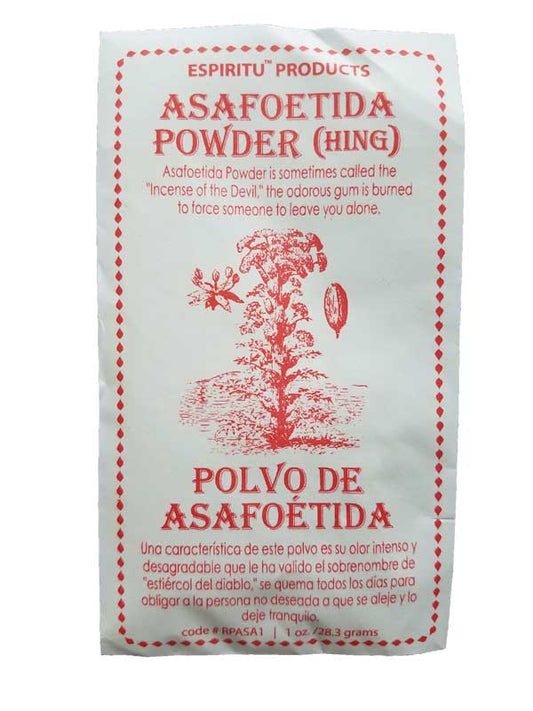 ESPIRITU™ PRODUCTS
ASAFOETIDA
POWDER (HING)
Asafoetida Powder is sometimes called the
"Incense of the Devil," the odorous gum is burned
to force someone to leave you alone.
POLVO DE
ASAFOÉTIDA
Una característica de este polvo es su olor intenso y
desagradable que le ha valido el sobrenombre de
"estiércol del diablo," se quema todos los días para
obligar a la persona no deseada a que se aleje y lo
deje tranquilo.
code # RPASA1 | 1 oz. /28.3 grams